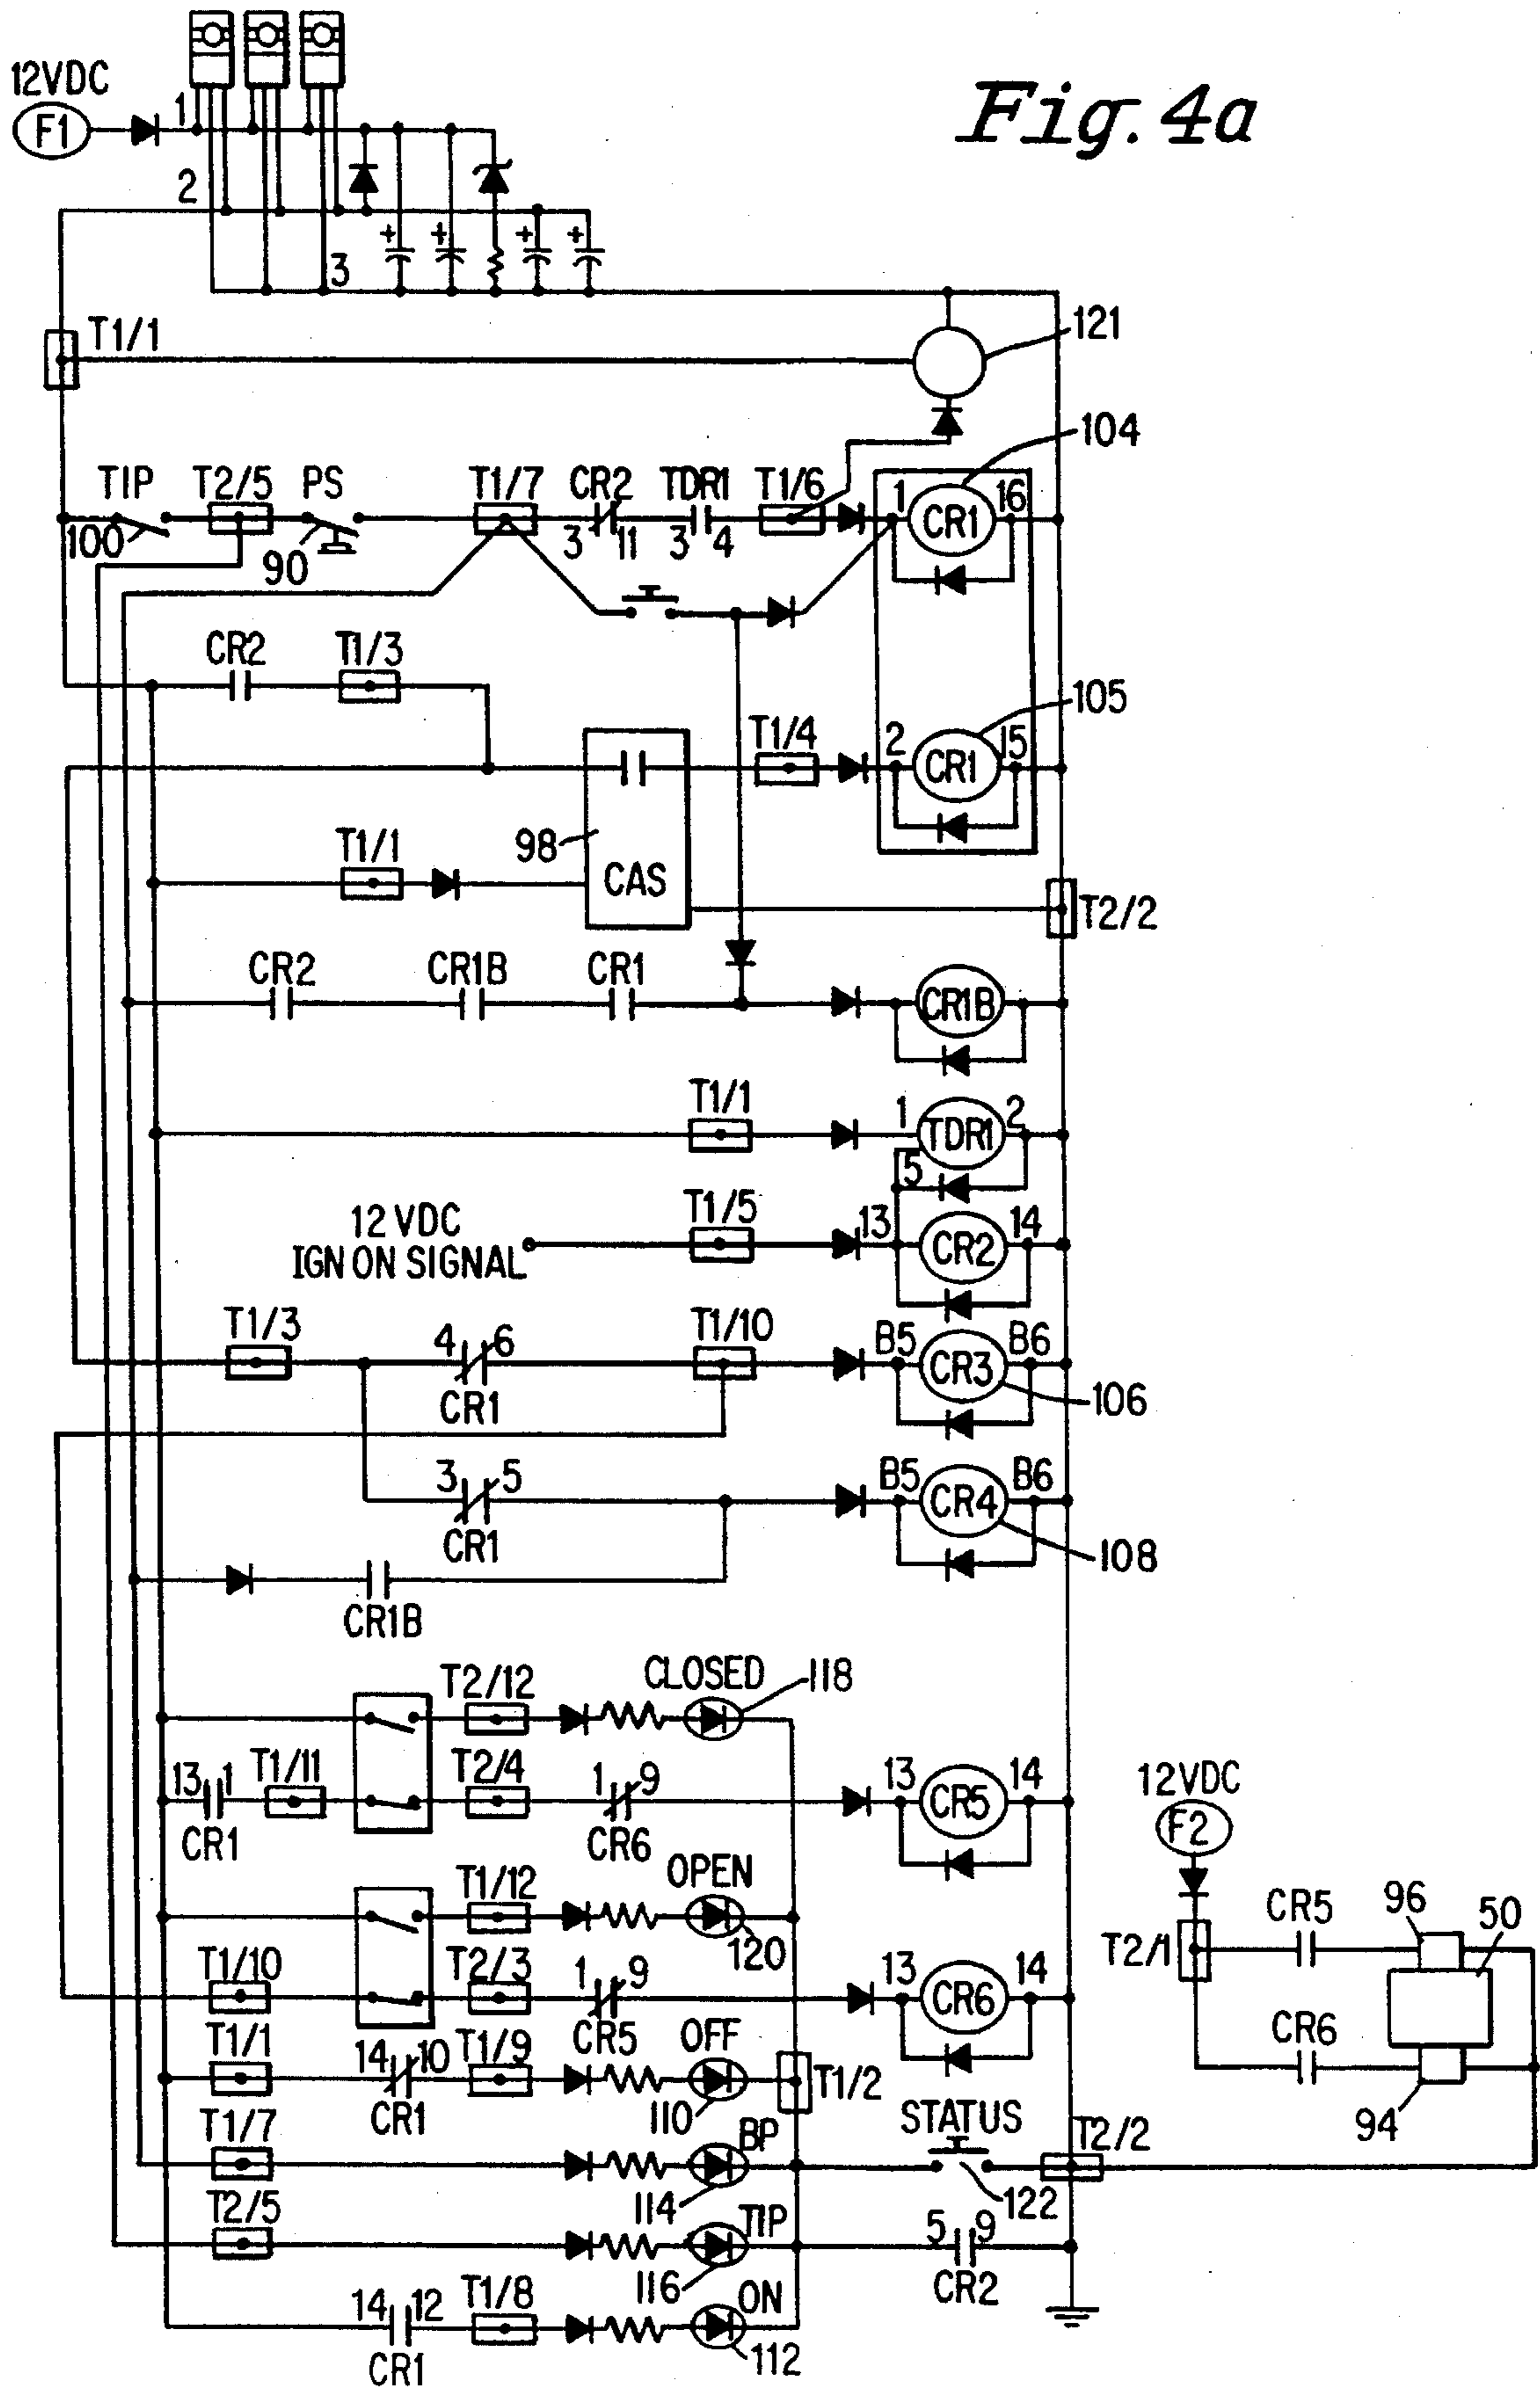 Fig. 4a
12VDC
F1
1
2
3
+ + + +
T1/1
121
104
TIP T2/5 PS T1/7 CR2 TDR1 T1/6 1 CR1 16
100 90 3 11 3 4
CR2 T1/3
105
T1/4 2 CR1 15
98
T1/1
CAS
T2/2
CR2 CR1B CR1
CR1B
T1/1 1 TDR1 2
5
12 VDC
IGN ON SIGNAL
T1/5 13 CR2 14
T1/3 4 6 T1/10 B5 CR3 B6
CR1 106
3 5 B5 CR4 B6
CR1 108
CR1B
CLOSED 118
T2/12
13 1 T1/11 T2/4 1 9 13 CR5 14
CR1 CR6
12VDC
F2
T1/12 OPEN
120
CR5 96 50
T2/1
T1/10 T2/3 1 9 13 CR6 14
CR5 OFF
CR6
94
T1/1 14 10 T1/9 T1/2
CR1 110
STATUS
T1/7 BP T2/2
114 122
T2/5 TIP 5 9
116 CR2
14 12 T1/8 ON
CR1 112